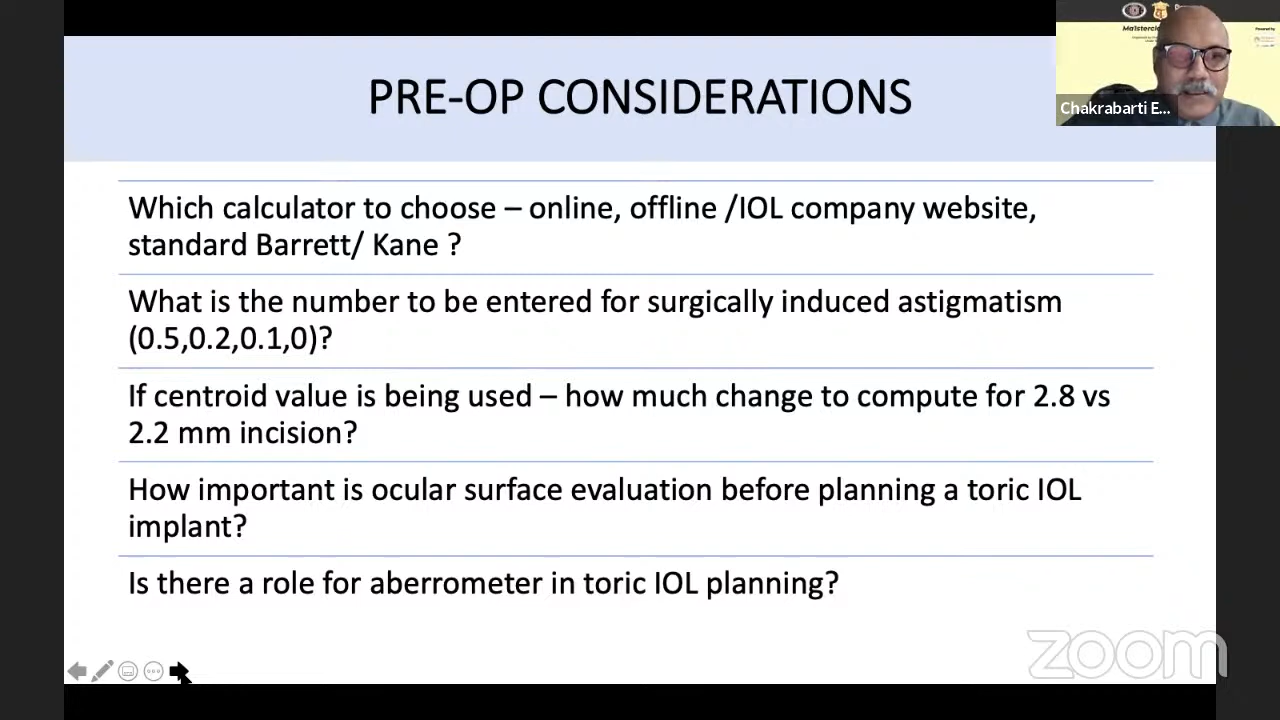 Masterclass
PRE-OP CONSIDERATIONS
Chakrabarti E...
Which calculator to choose – online, offline /IOL company website,
standard Barrett/ Kane ?
What is the number to be entered for surgically induced astigmatism
(0.5,0.2,0.1,0)?
If centroid value is being used – how much change to compute for 2.8 vs
2.2 mm incision?
How important is ocular surface evaluation before planning a toric IOL
implant?
Is there a role for aberrometer in toric IOL planning?
zoom